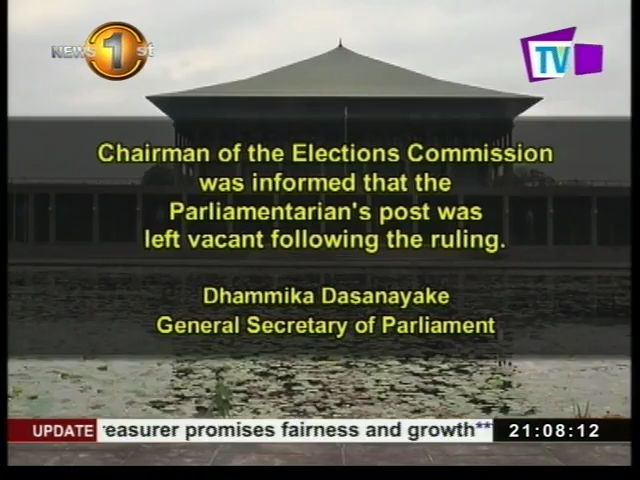 NEWS 1st
TV
Chairman of the Elections Commission
was informed that the
Parliamentarian's post was
left vacant following the ruling.
Dhammika Dasanayake
General Secretary of Parliament
UPDATE reasurer promises fairness and growth*** 21:08:12